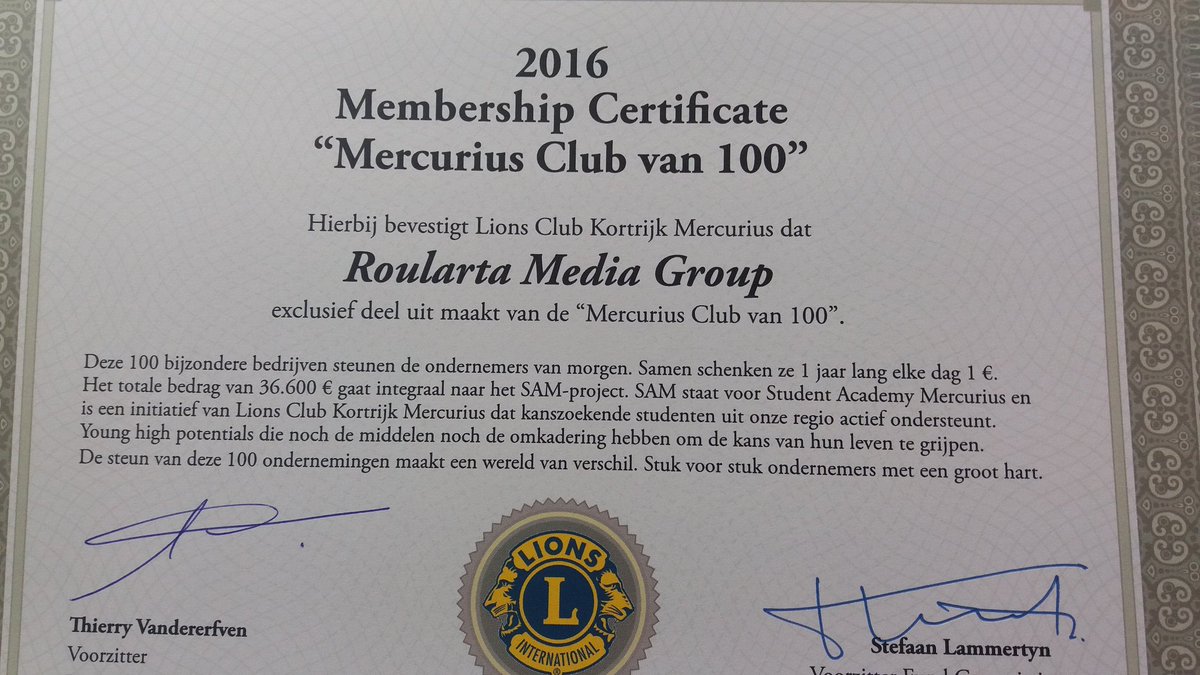 2016
Membership Certificate
“Mercurius Club van 100”
Hierbij bevestigt Lions Club Kortrijk Mercurius dat
Roularta Media Group
exclusief deel uit maakt van de “Mercurius Club van 100”.
Deze 100 bijzondere bedrijven steunen de ondernemers van morgen. Samen schenken ze 1 jaar lang elke dag 1 €.
Het totale bedrag van 36.600 € gaat integraal naar het SAM-project. SAM staat voor Student Academy Mercurius en
is een initiatief van Lions Club Kortrijk Mercurius dat kanszoekende studenten uit onze regio actief ondersteunt.
Young high potentials die noch de middelen noch de omkadering hebben om de kans van hun leven te grijpen.
De steun van deze 100 ondernemingen maakt een wereld van verschil. Stuk voor stuk ondernemers met een groot hart.
LIONS
L
INTERNATIONAL
®
Thierry Vandererfven
Voorzitter
Stefaan Lammertyn
Voorzitter Fund